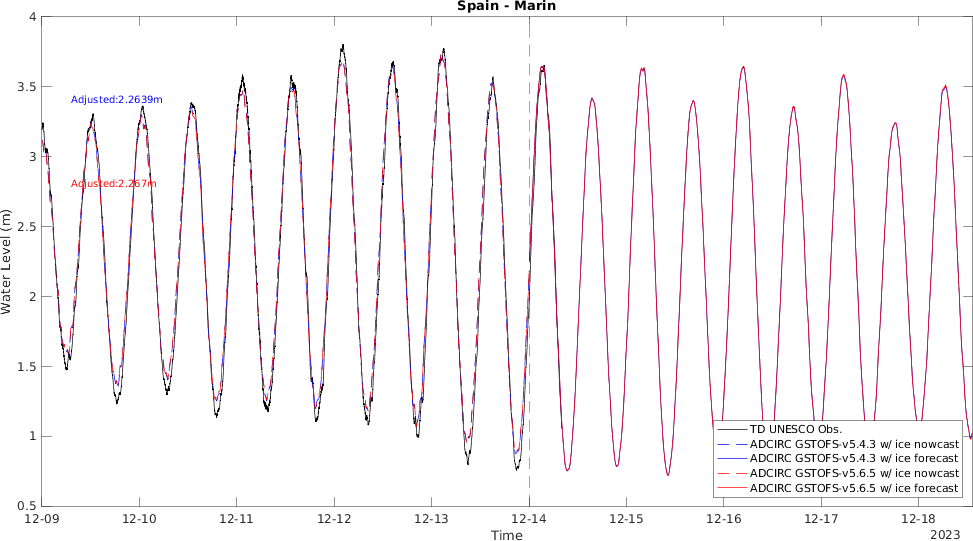 Spain - Marin
4
3.5
3
2.5
2
1.5
1
0.5
Water Level (m)
Adjusted:2.2639m
Adjusted:2.267m
TD UNESCO Obs.
ADCIRC GSTOFS-v5.4.3 w/ ice nowcast
ADCIRC GSTOFS-v5.4.3 w/ ice forecast
ADCIRC GSTOFS-v5.6.5 w/ ice nowcast
ADCIRC GSTOFS-v5.6.5 w/ ice forecast
12-09 12-10 12-11 12-12 12-13 12-14 12-15 12-16 12-17 12-18
Time
2023